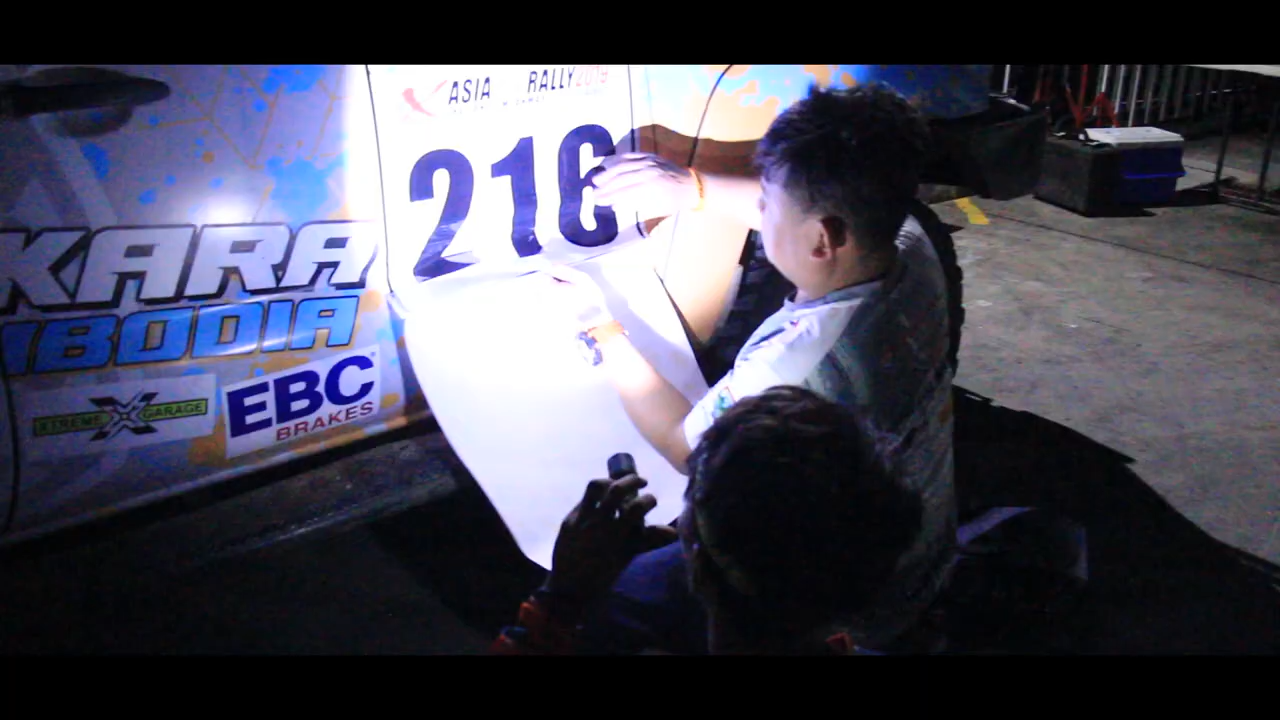 ASIA RALLY 2019
216
KARA
IBODIA
XTREME GARAGE
EBC
BRAKES